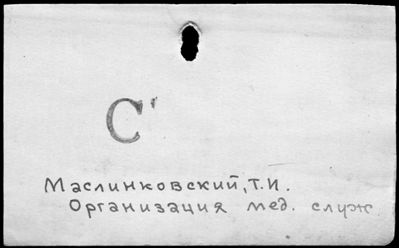 С'
Маслинковский, Т.И.
Организация мед. служ.